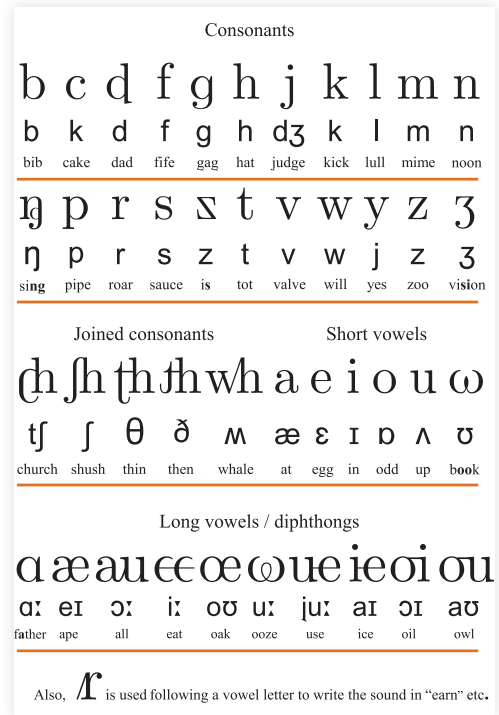 Consonants
b c d f g h j k l m n
b k d f g h dʒ k l m n
bib cake dad fife gag hat judge kick lull mime noon
ŋ p r s z t v w y z ʒ
ŋ p r s z t v w j z ʒ
sing pipe roar sauce is tot valve will yes zoo vision
Joined consonants Short vowels
ch ʃh th th wh a e i o u ω
tʃ ʃ θ ð ʍ æ ɛ ɪ ɒ ʌ ʊ
church shush thin then whale at egg in odd up book
Long vowels / diphthongs
ɑ æ au ee œ ω ue ie oi ou
ɑː eɪ ɔː iː oʊ uː juː aɪ ɔɪ aʊ
father ape all eat oak ooze use ice oil owl
Also, r is used following a vowel letter to write the sound in “earn” etc.